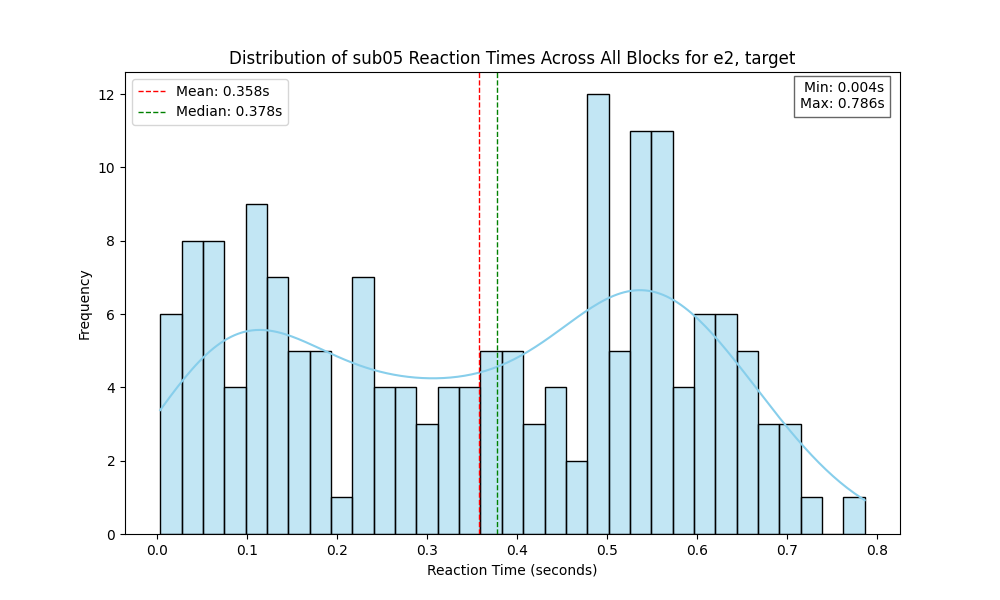 Distribution of sub05 Reaction Times Across All Blocks for e2, target
Mean: 0.358s
Median: 0.378s
Min: 0.004s
Max: 0.786s
12
10
8
6
4
2
0
Frequency
0.0 0.1 0.2 0.3 0.4 0.5 0.6 0.7 0.8
Reaction Time (seconds)